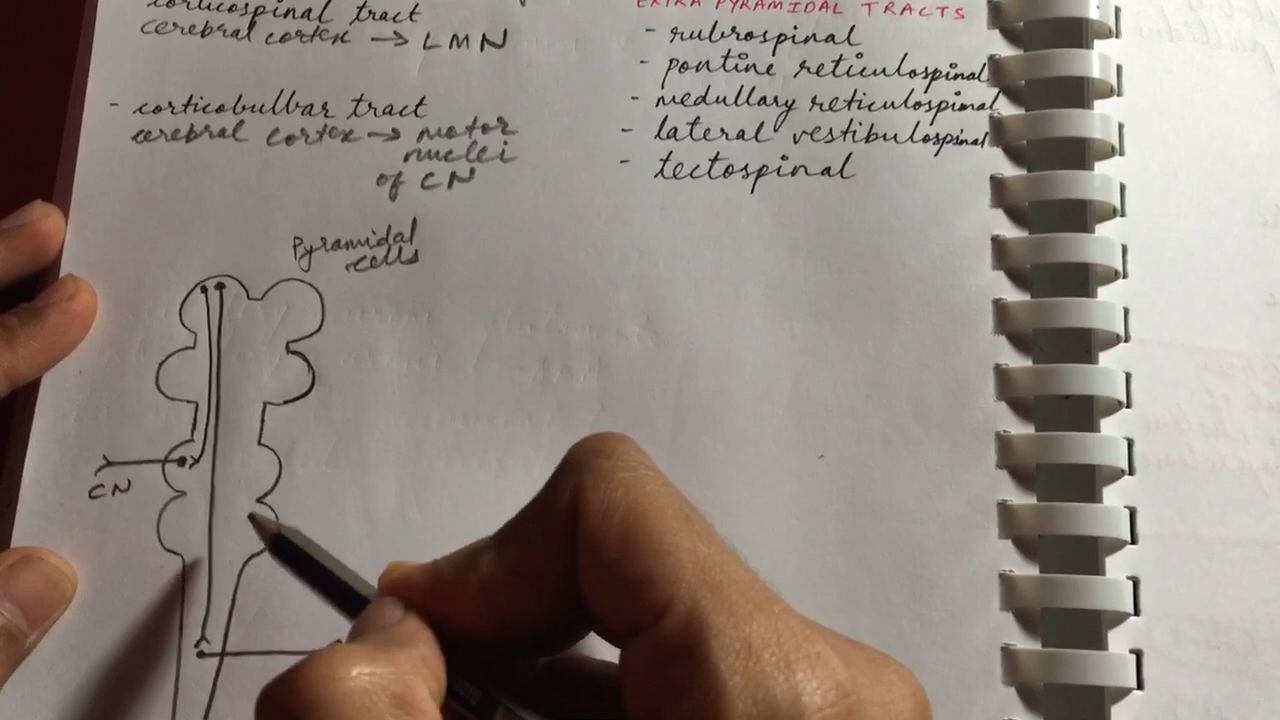 corticospinal tract
cerebral cortex → LMN
- corticobulbar tract
cerebral cortex → motor
nuclei
of CN
EXTRA PYRAMIDAL TRACTS
- rubrospinal
- pontine reticulospinal
- medullary reticulospinal
- lateral vestibulospinal
- tectospinal
Pyramidal
cells
CN